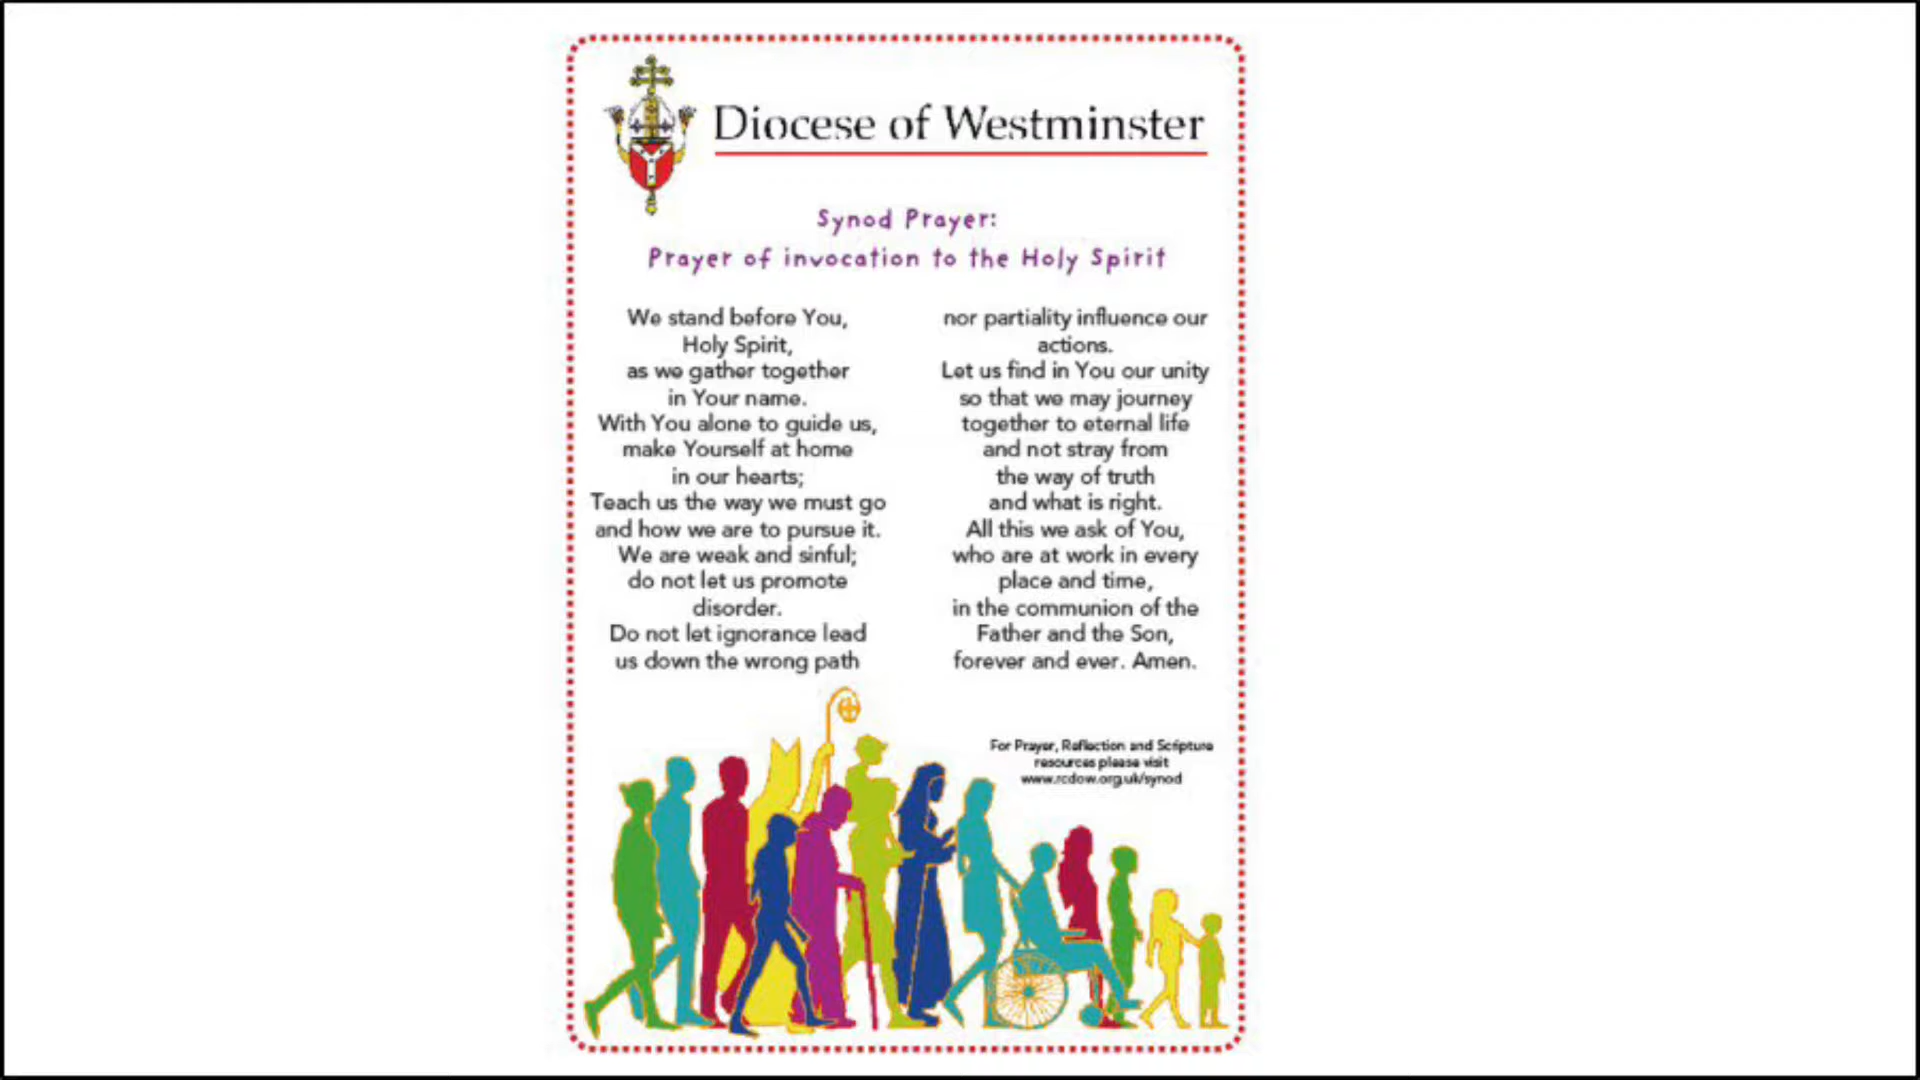 Diocese of Westminster
Synod Prayer:
Prayer of invocation to the Holy Spirit
We stand before You,
Holy Spirit,
as we gather together
in Your name.
With You alone to guide us,
make Yourself at home
in our hearts;
Teach us the way we must go
and how we are to pursue it.
We are weak and sinful;
do not let us promote
disorder.
Do not let ignorance lead
us down the wrong path
nor partiality influence our
actions.
Let us find in You our unity
so that we may journey
together to eternal life
and not stray from
the way of truth
and what is right.
All this we ask of You,
who are at work in every
place and time,
in the communion of the
Father and the Son,
forever and ever. Amen.
For Prayer, Reflection and Scripture
resources please visit
www.rcdow.org.uk/synod